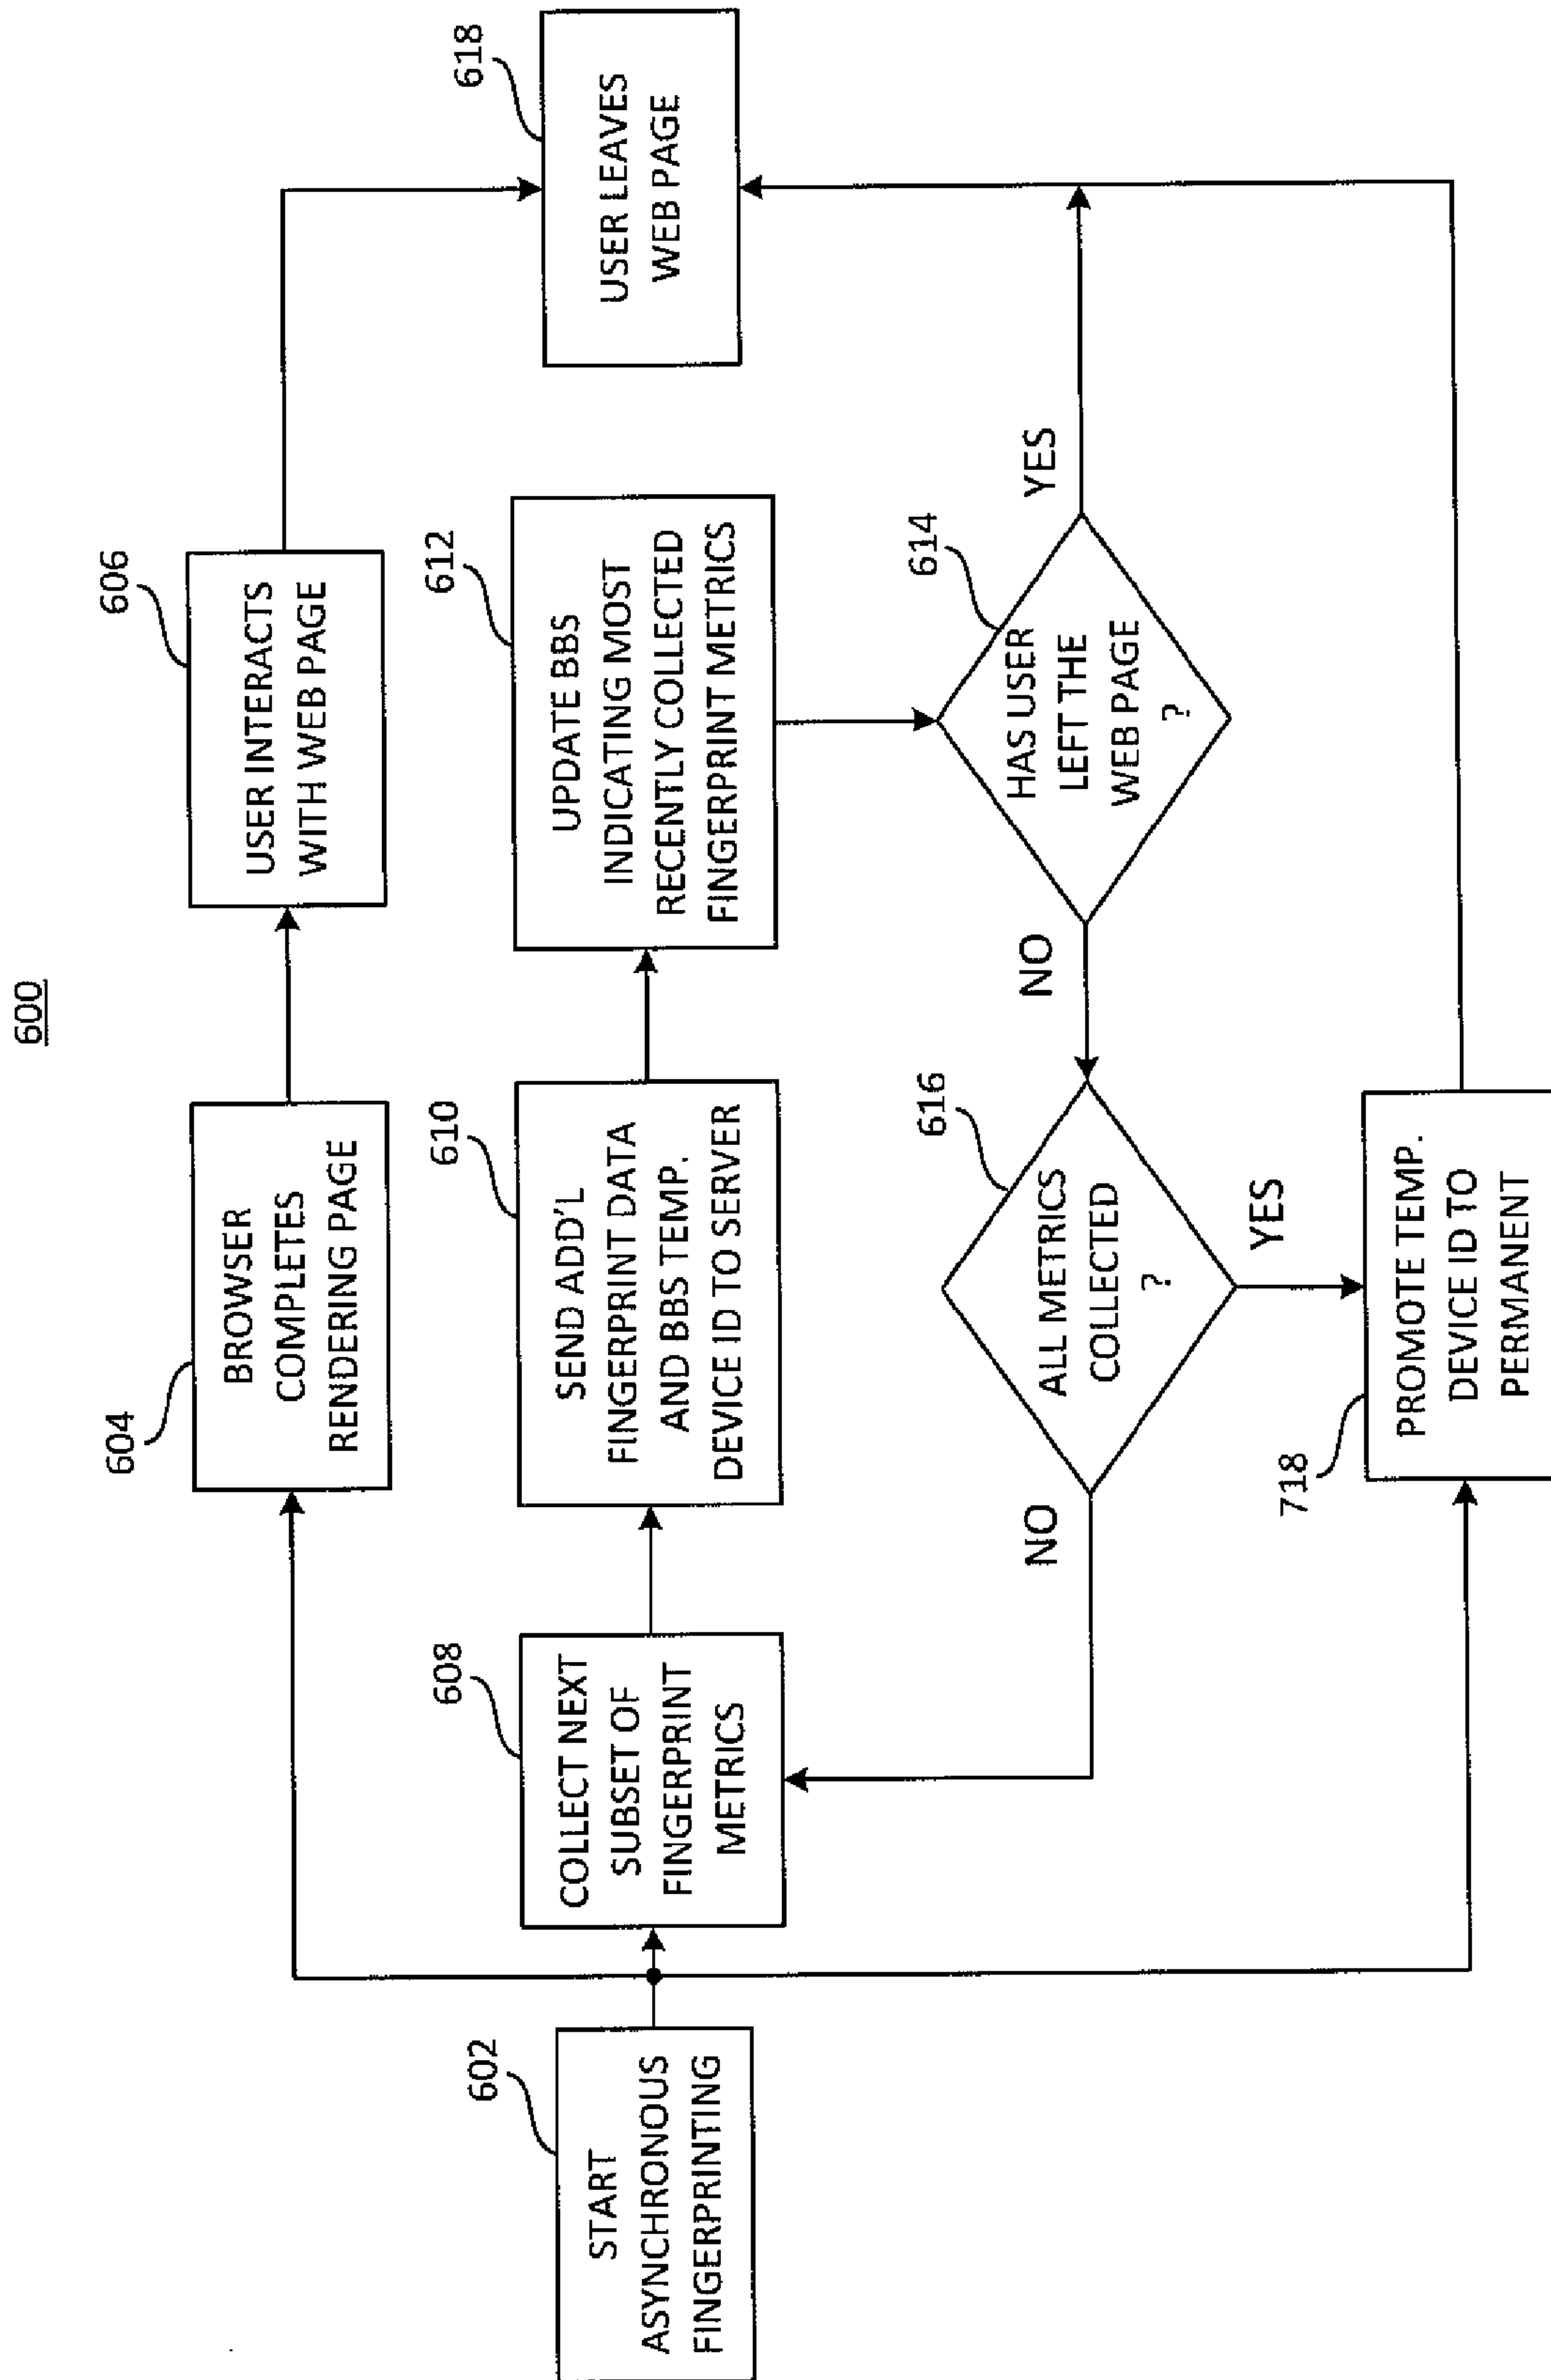 600
602
START
ASYNCHRONOUS
FINGERPRINTING
604
BROWSER
COMPLETES
RENDERING PAGE
606
USER INTERACTS
WITH WEB PAGE
608
COLLECT NEXT
SUBSET OF
FINGERPRINT
METRICS
610
SEND ADD'L
FINGERPRINT DATA
AND BBS TEMP.
DEVICE ID TO SERVER
612
UPDATE BBS
INDICATING MOST
RECENTLY COLLECTED
FINGERPRINT METRICS
614
HAS USER
LEFT THE
WEB PAGE
?
YES
NO
616
ALL METRICS
COLLECTED
?
NO
YES
718
PROMOTE TEMP.
DEVICE ID TO
PERMANENT
618
USER LEAVES
WEB PAGE